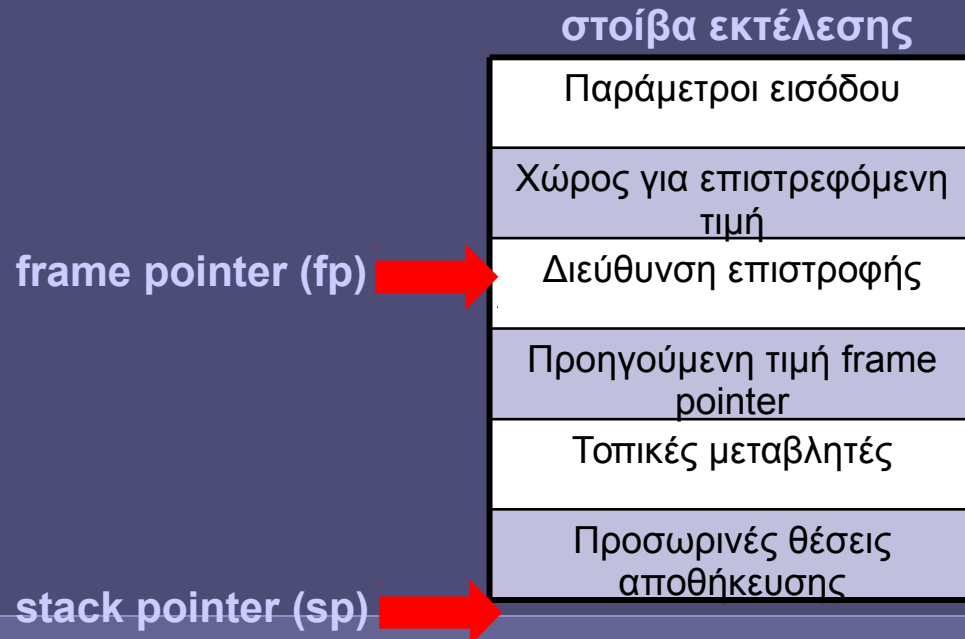 στοίβα εκτέλεσης
Παράμετροι εισόδου
Χώρος για επιστρεφόμενη
τιμή
frame pointer (fp)
Διεύθυνση επιστροφής
Προηγούμενη τιμή frame
pointer
Τοπικές μεταβλητές
Προσωρινές θέσεις
αποθήκευσης
stack pointer (sp)